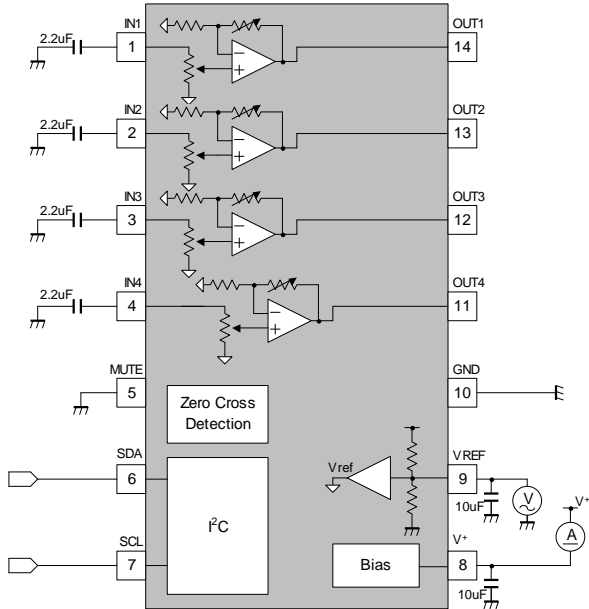 IN1
OUT1
2.2uF
1
14
IN2
OUT2
2.2uF
2
13
IN3
OUT3
2.2uF
3
12
IN4
OUT4
2.2uF
4
11
MUTE
GND
5
10
Zero Cross
Detection
SDA
VREF
6
Vref
9
V
10uF
V+
I2C
SCL
V+
A
7
Bias
8
10uF